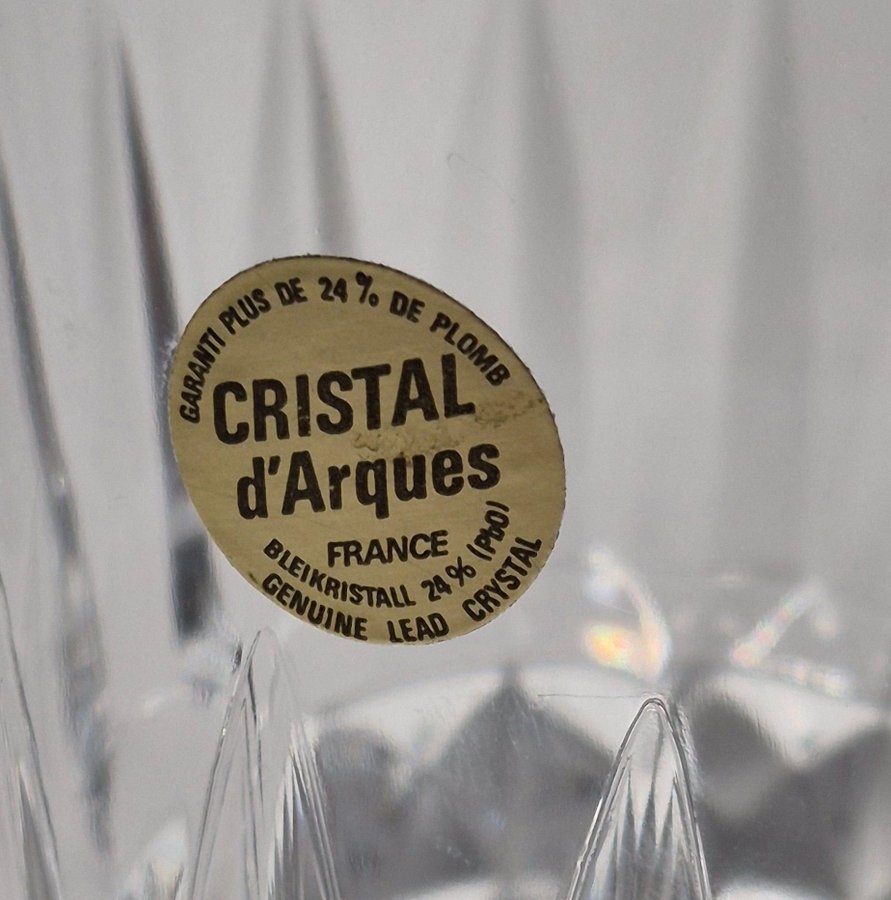 GARANTI PLUS DE 24% DE PLOMB
CRISTAL
d'Arques
FRANCE
BLEIKRISTALL 24% (PbO)
GENUINE LEAD CRYSTAL